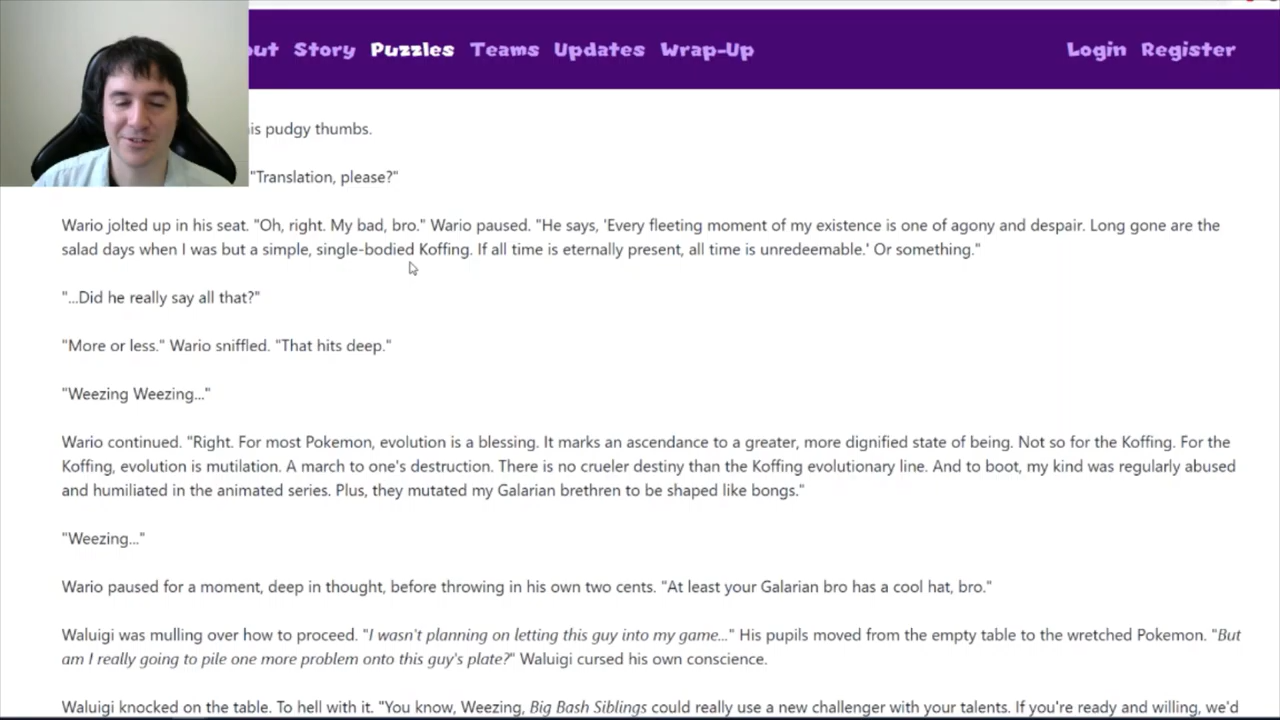 Story Puzzles Teams Updates Wrap-Up Login Register
pudgy thumbs.
"Translation, please?"
Wario jolted up in his seat. "Oh, right. My bad, bro." Wario paused. "He says, 'Every fleeting moment of my existence is one of agony and despair. Long gone are the
salad days when I was but a simple, single-bodied Koffing. If all time is eternally present, all time is unredeemable.' Or something."
"...Did he really say all that?"
"More or less." Wario sniffled. "That hits deep."
"Weezing Weezing..."
Wario continued. "Right. For most Pokemon, evolution is a blessing. It marks an ascendance to a greater, more dignified state of being. Not so for the Koffing. For the
Koffing, evolution is mutilation. A march to one's destruction. There is no crueler destiny than the Koffing evolutionary line. And to boot, my kind was regularly abused
and humiliated in the animated series. Plus, they mutated my Galarian brethren to be shaped like bongs."
"Weezing..."
Wario paused for a moment, deep in thought, before throwing in his own two cents. "At least your Galarian bro has a cool hat, bro."
Waluigi was mulling over how to proceed. "I wasn't planning on letting this guy into my game..." His pupils moved from the empty table to the wretched Pokemon. "But
am I really going to pile one more problem onto this guy's plate?" Waluigi cursed his own conscience.
Waluigi knocked on the table. To hell with it. "You know, Weezing, Big Bash Siblings could really use a new challenger with your talents. If you're ready and willing, we'd